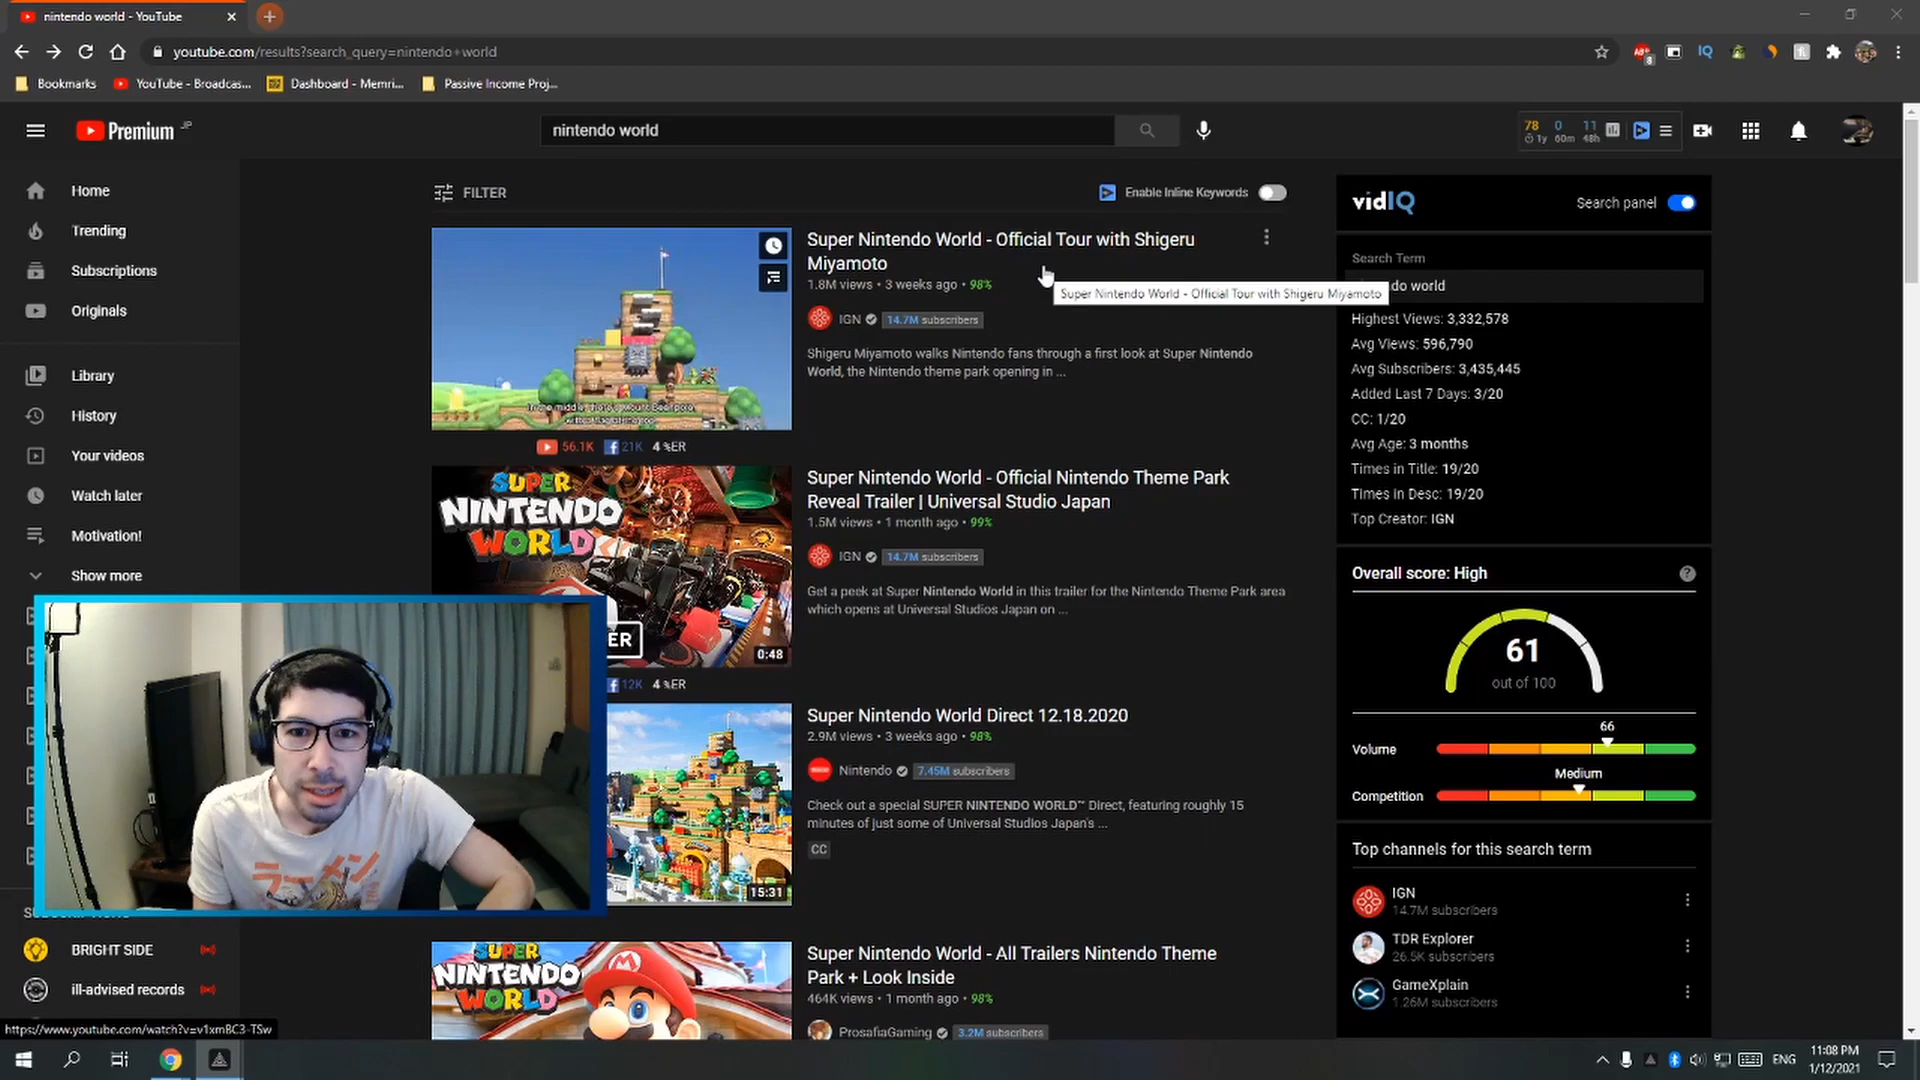 nintendo world - YouTube
youtube.com/results?search_query=nintendo+world
Bookmarks
YouTube - Broadcas...
Dashboard - Memri...
Passive Income Proj...
Premium JP
nintendo world
78 0 11
1y 60m 48h
Home
Trending
Subscriptions
Originals
Library
History
Your videos
Watch later
Motivation!
Show more
BRIGHT SIDE
ill-advised records
https://www.youtube.com/watch?v=v1xmBC3-TSw
FILTER
Enable Inline Keywords
Super Nintendo World - Official Tour with Shigeru
Miyamoto
1.8M views • 3 weeks ago • 98%
Super Nintendo World - Official Tour with Shigeru Miyamoto
IGN 14.7M subscribers
Shigeru Miyamoto walks Nintendo fans through a first look at Super Nintendo
World, the Nintendo theme park opening in ...
56.1K 21K 4 %ER
SUPER
NINTENDO
WORLD
ER
0:48
Super Nintendo World - Official Nintendo Theme Park
Reveal Trailer | Universal Studio Japan
1.5M views • 1 month ago • 99%
IGN 14.7M subscribers
Get a peek at Super Nintendo World in this trailer for the Nintendo Theme Park area
which opens at Universal Studios Japan on ...
12K 4 %ER
15:31
Super Nintendo World Direct 12.18.2020
2.9M views • 3 weeks ago • 98%
Nintendo 7.45M subscribers
Check out a special SUPER NINTENDO WORLD™ Direct, featuring roughly 15
minutes of just some of Universal Studios Japan's ...
CC
SUPER
NINTENDO
WORLD
Super Nintendo World - All Trailers Nintendo Theme
Park + Look Inside
464K views • 1 month ago • 98%
ProsafiaGaming 3.2M subscribers
ラーメン
vidIQ
Search panel
Search Term
do world
Highest Views: 3,332,578
Avg Views: 596,790
Avg Subscribers: 3,435,445
Added Last 7 Days: 3/20
CC: 1/20
Avg Age: 3 months
Times in Title: 19/20
Times in Desc: 19/20
Top Creator: IGN
Overall score: High
61
out of 100
66
Volume
Medium
Competition
Top channels for this search term
IGN
14.7M subscribers
TDR Explorer
26.5K subscribers
GameXplain
1.26M subscribers
ENG
11:08 PM
1/12/2021